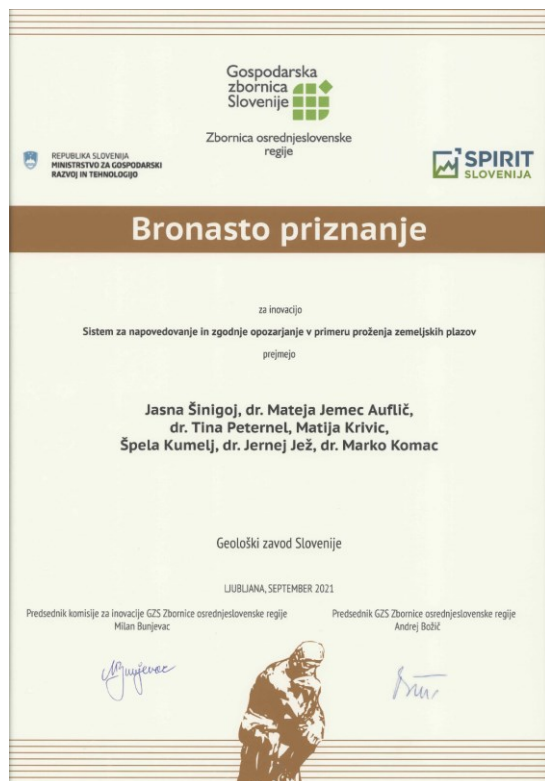 Gospodarska
zbornica
Slovenije
Zbornica osrednjeslovenske
regije
REPUBLIKA SLOVENIJA
MINISTRSTVO ZA GOSPODARSKI
RAZVOJ IN TEHNOLOGIJO
SPIRIT
SLOVENIJA
Bronasto priznanje
za inovacijo
Sistem za napovedovanje in zgodnje opozarjanje v primeru proženja zemeljskih plazov
prejmejo
Jasna Šinigoj, dr. Mateja Jemec Auflič,
dr. Tina Peternel, Matija Krivic,
Špela Kumelj, dr. Jernej Jež, dr. Marko Komac
Geološki zavod Slovenije
LJUBLJANA, SEPTEMBER 2021
Predsednik komisije za inovacije GZS Zbornice osrednjeslovenske regije
Milan Bunjevac
Predsednik GZS Zbornice osrednjeslovenske regije
Andrej Božič